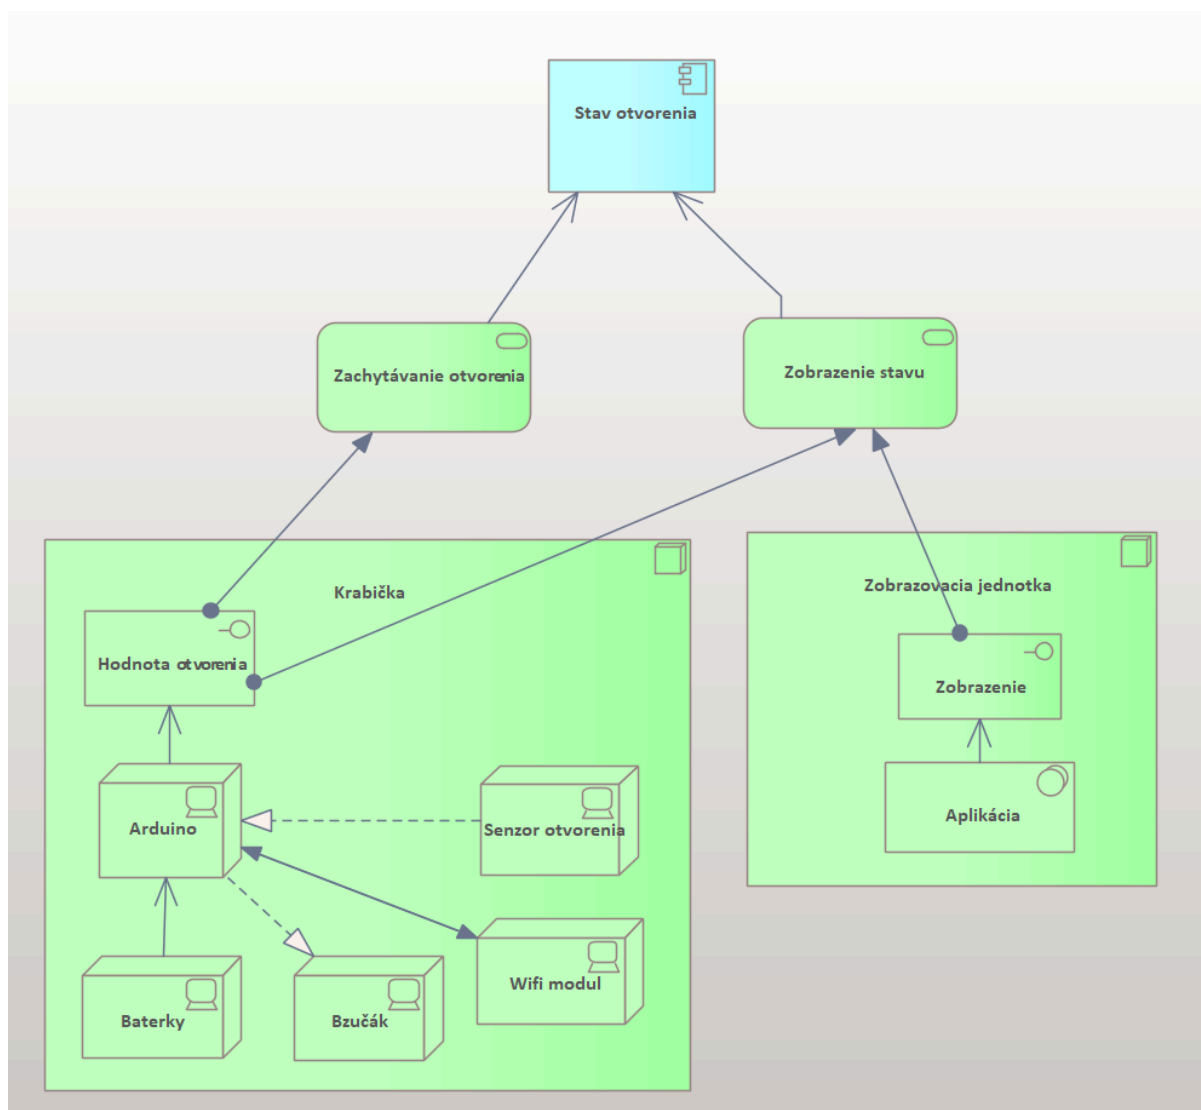 Stav otvorenia
Zachytávanie otvorenia
Zobrazenie stavu
Krabička
Zobrazovacia jednotka
Hodnota otvorenia
Zobrazenie
Arduino
Senzor otvorenia
Aplikácia
Baterky
Bzučák
Wifi modul